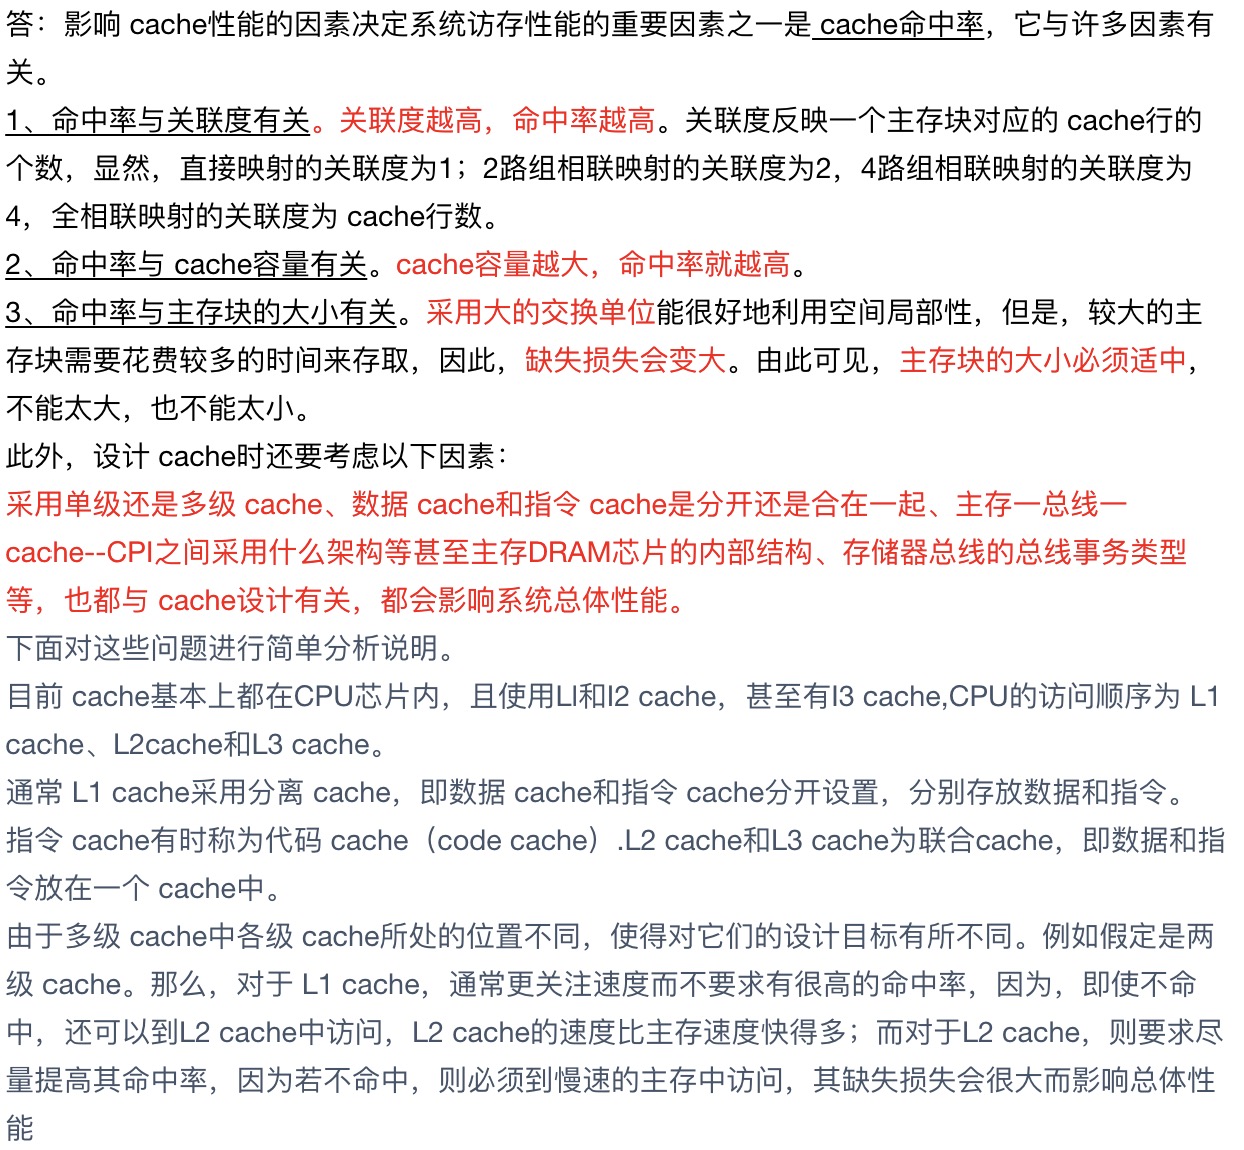 答：影响 cache性能的因素决定系统访存性能的重要因素之一是 cache命中率，它与许多因素有
关。
1、命中率与关联度有关。关联度越高，命中率越高。关联度反映一个主存块对应的 cache行的
个数，显然，直接映射的关联度为1；2路组相联映射的关联度为2，4路组相联映射的关联度为
4，全相联映射的关联度为 cache行数。
2、命中率与 cache容量有关。cache容量越大，命中率就越高。
3、命中率与主存块的大小有关。采用大的交换单位能很好地利用空间局部性，但是，较大的主
存块需要花费较多的时间来存取，因此，缺失损失会变大。由此可见，主存块的大小必须适中，
不能太大，也不能太小。
此外，设计 cache时还要考虑以下因素：
采用单级还是多级 cache、数据 cache和指令 cache是分开还是合在一起、主存一总线一
cache--CPI之间采用什么架构等甚至主存DRAM芯片的内部结构、存储器总线的总线事务类型
等，也都与 cache设计有关，都会影响系统总体性能。
下面对这些问题进行简单分析说明。
目前 cache基本上都在CPU芯片内，且使用LI和I2 cache，甚至有I3 cache,CPU的访问顺序为 L1
cache、L2cache和L3 cache。
通常 L1 cache采用分离 cache，即数据 cache和指令 cache分开设置，分别存放数据和指令。
指令 cache有时称为代码 cache（code cache）.L2 cache和L3 cache为联合cache，即数据和指
令放在一个 cache中。
由于多级 cache中各级 cache所处的位置不同，使得对它们的设计目标有所不同。例如假定是两
级 cache。那么，对于 L1 cache，通常更关注速度而不要求有很高的命中率，因为，即使不命
中，还可以到L2 cache中访问，L2 cache的速度比主存速度快得多；而对于L2 cache，则要求尽
量提高其命中率，因为若不命中，则必须到慢速的主存中访问，其缺失损失会很大而影响总体性
能